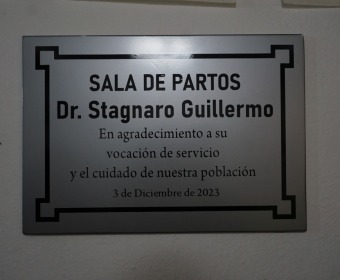 SALA DE PARTOS
Dr. Stagnaro Guillermo
En agradecimiento a su
vocación de servicio
y el cuidado de nuestra población
3 de Diciembre de 2023